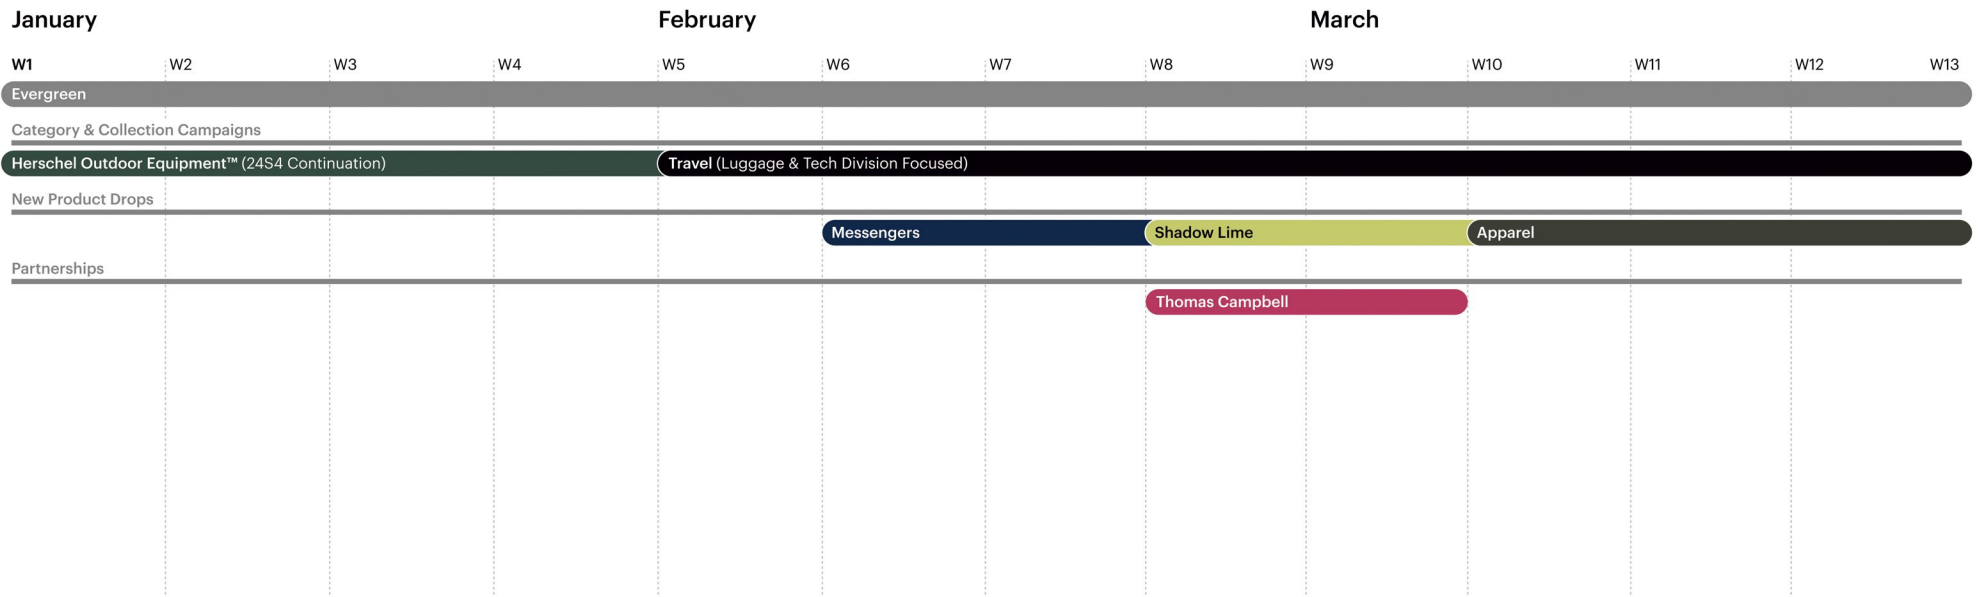 January February March
W1 W2 W3 W4 W5 W6 W7 W8 W9 W10 W11 W12 W13
Evergreen
Category & Collection Campaigns
Herschel Outdoor Equipment™ (24S4 Continuation) Travel (Luggage & Tech Division Focused)
New Product Drops
Messengers Shadow Lime Apparel
Partnerships
Thomas Campbell